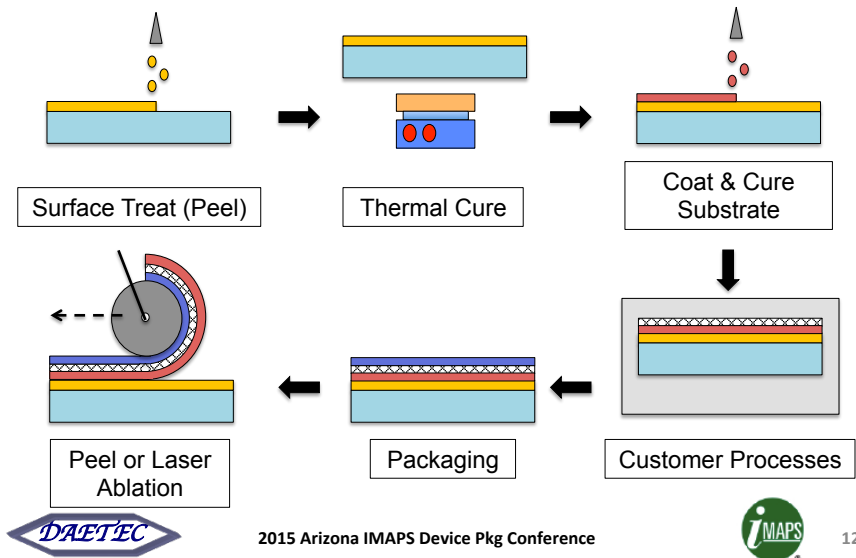 Surface Treat (Peel)
Thermal Cure
Coat & Cure
Substrate
Peel or Laser
Ablation
Packaging
Customer Processes
DAETEC
2015 Arizona IMAPS Device Pkg Conference
iMAPS
12